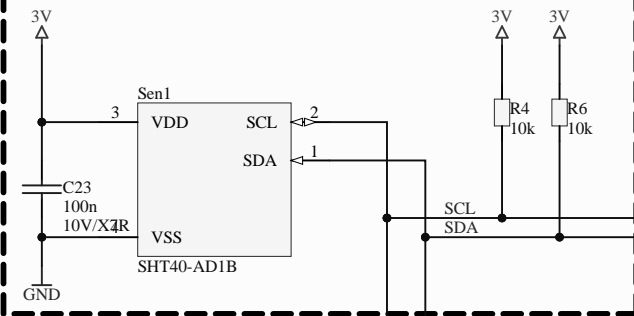 3V
3V
3V
Sen1
3
VDD
SCL
2
R4
10k
R6
10k
SDA
1
C23
100n
10V/X7R
4
VSS
SCL
SDA
SHT40-AD1B
GND